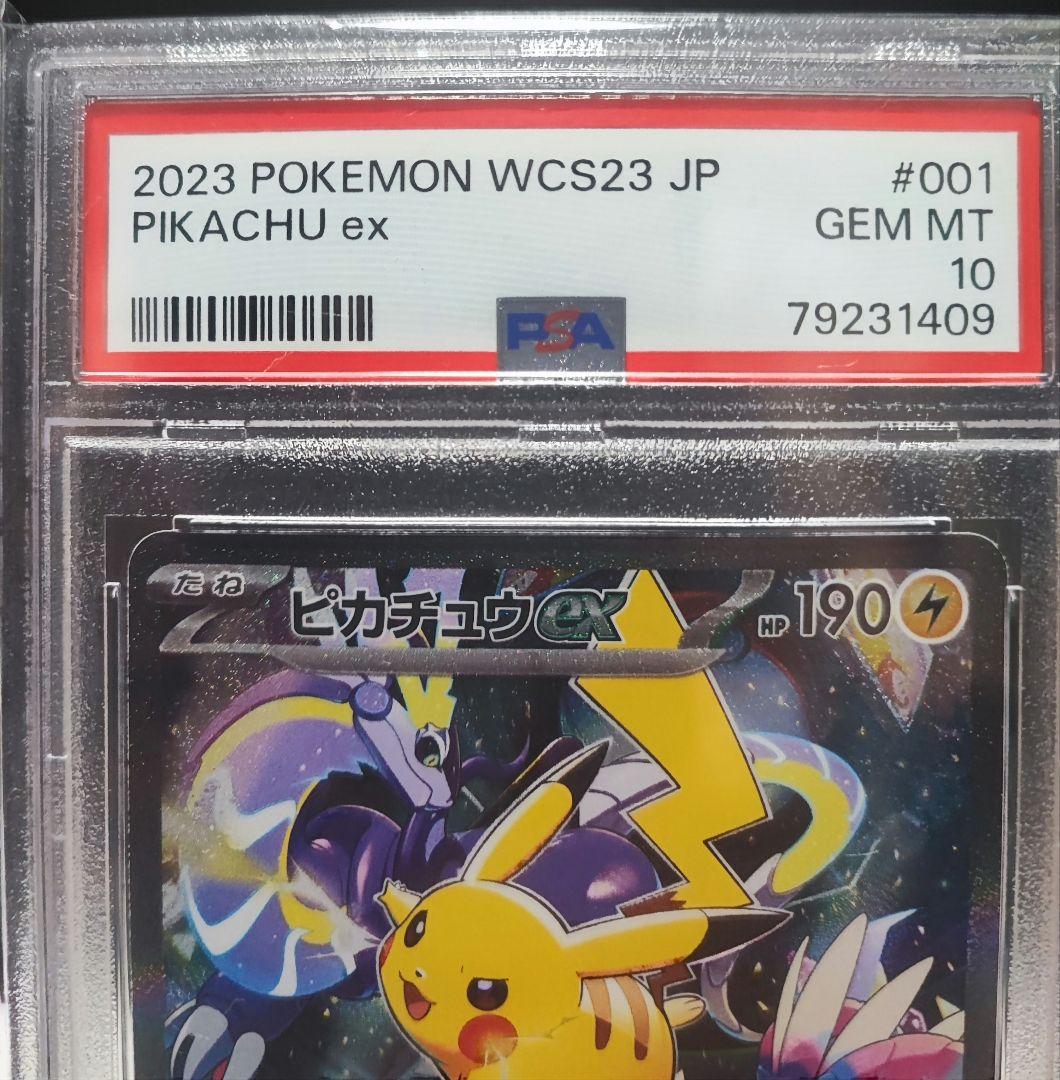 2023 POKEMON WCS23 JP #001
PIKACHU ex GEM MT
10
79231409
PSA
たね ピカチュウex HP 190